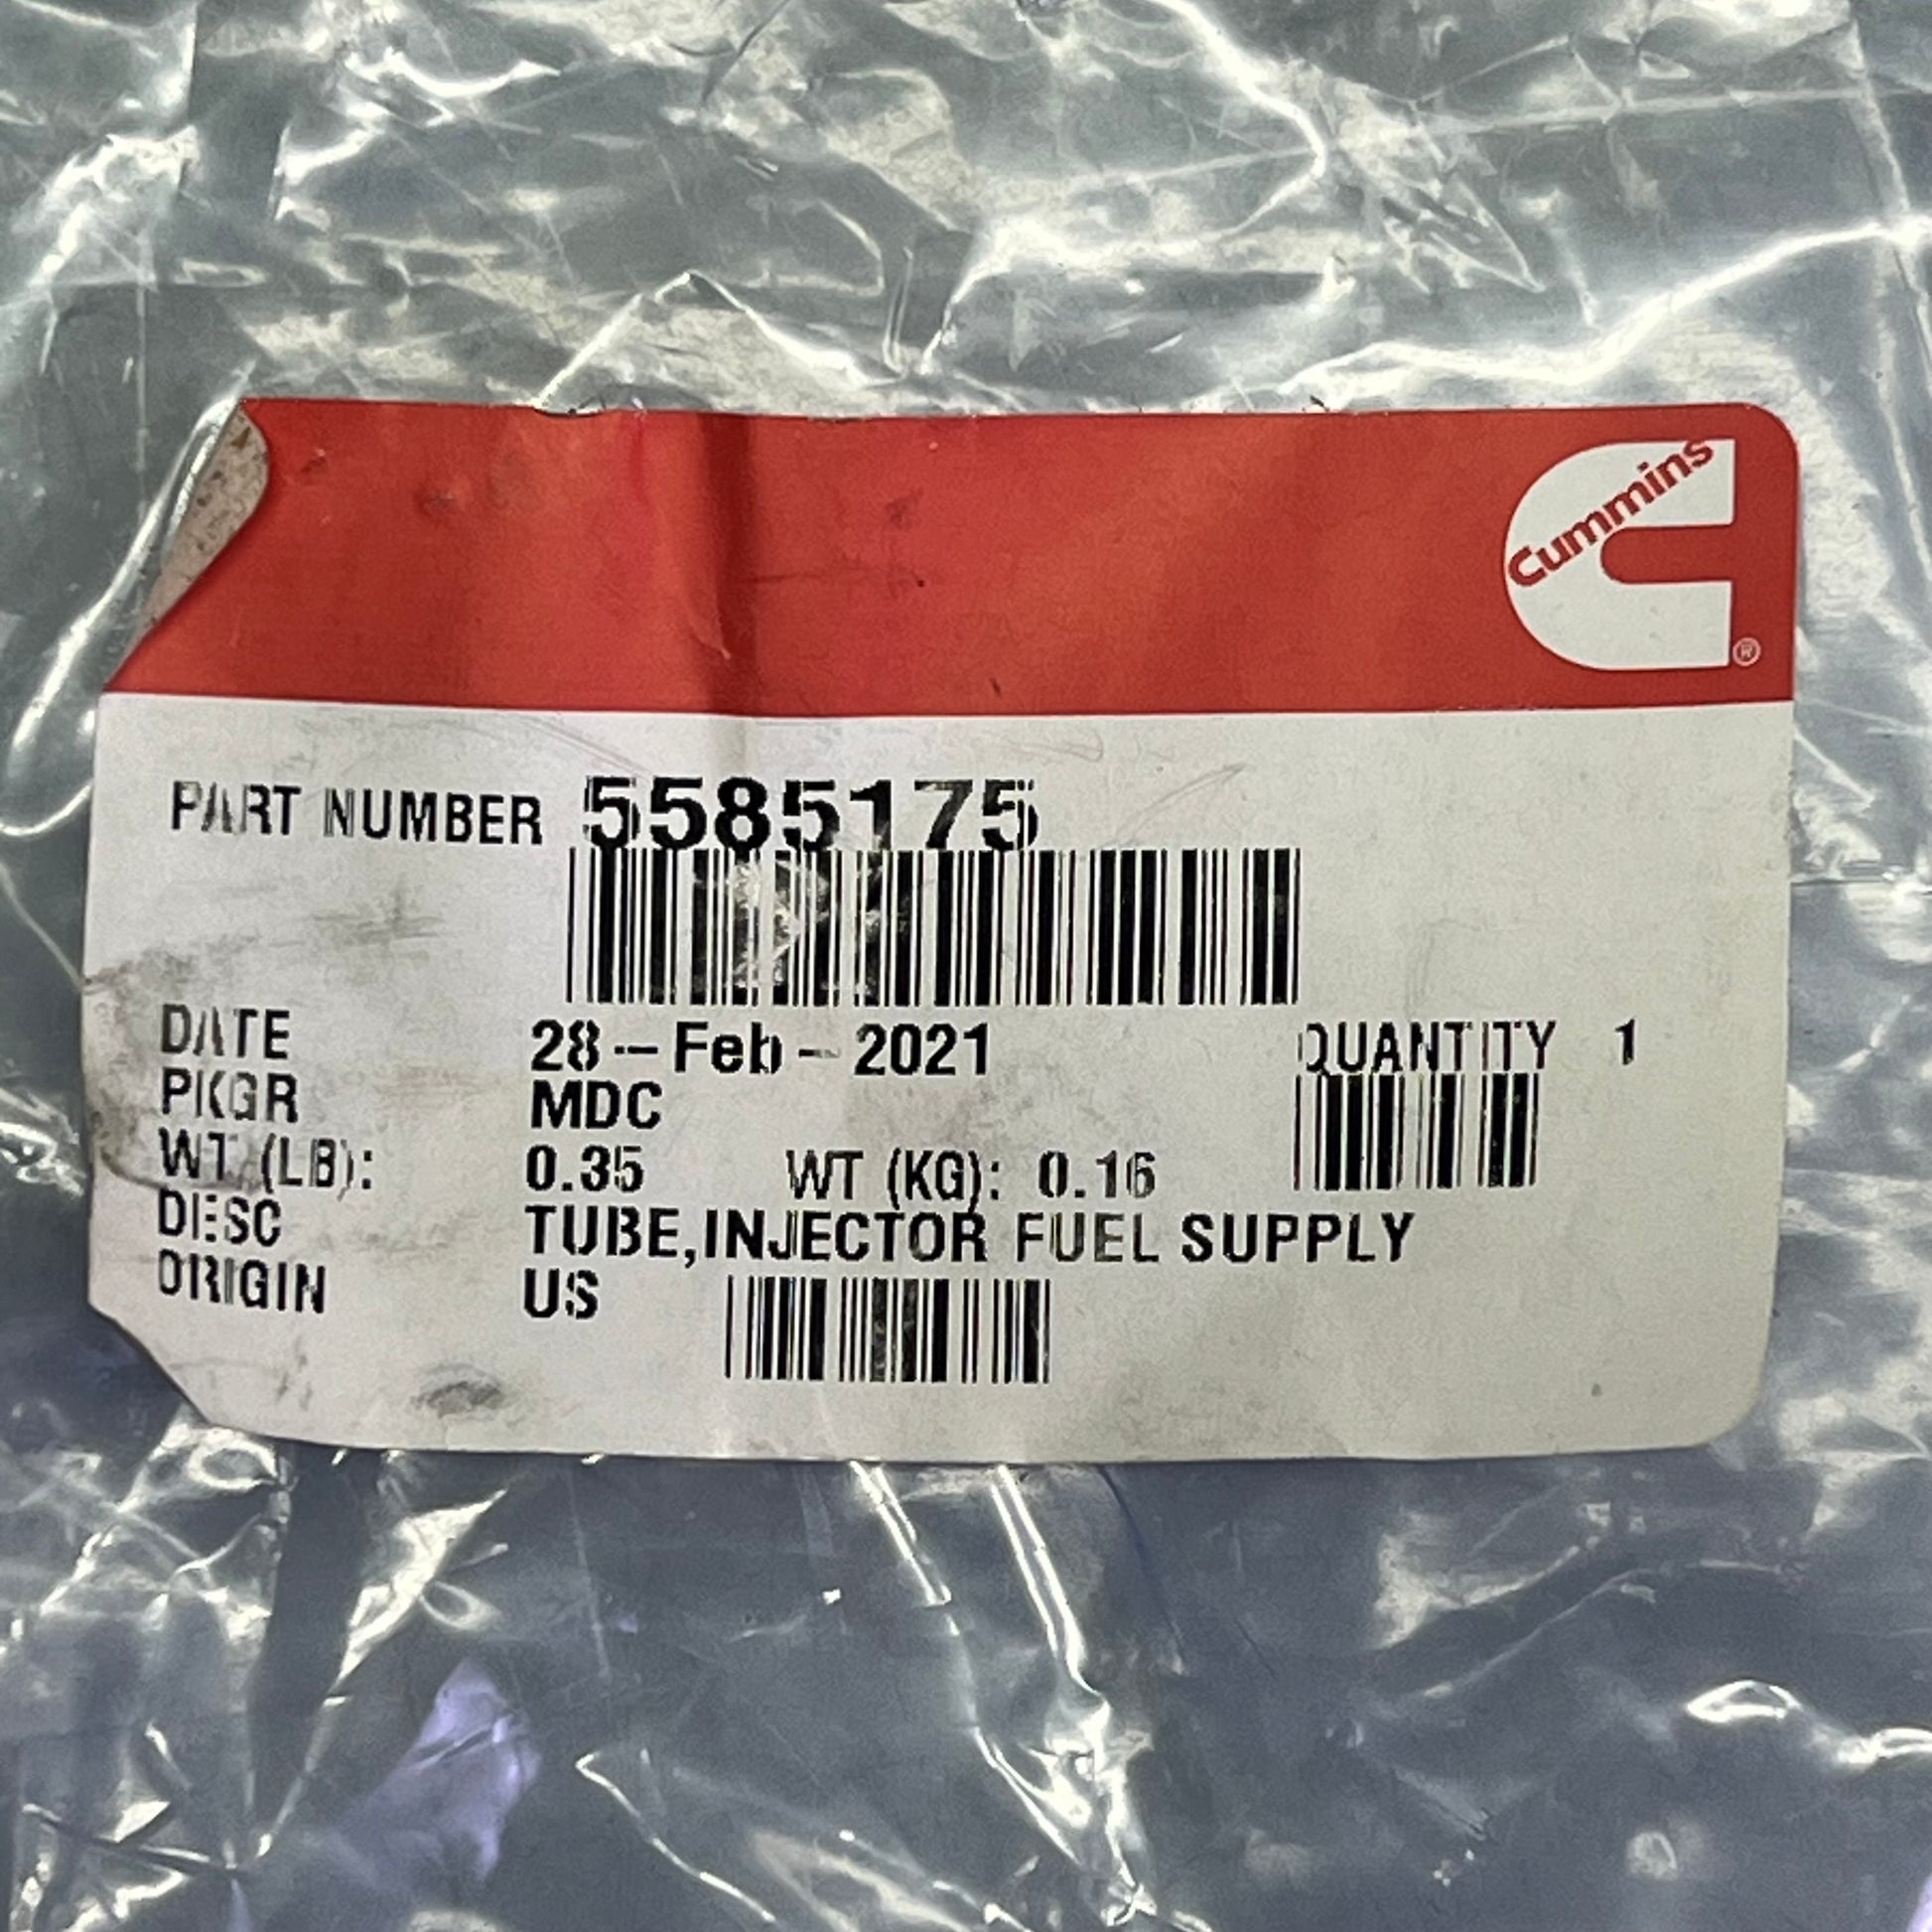 Cummins
®
PART NUMBER 5585175
DATE 28-Feb-2021 QUANTITY 1
PKGR MDC
WT (LB): 0.35 WT (KG): 0.16
DESC TUBE,INJECTOR FUEL SUPPLY
ORIGIN US